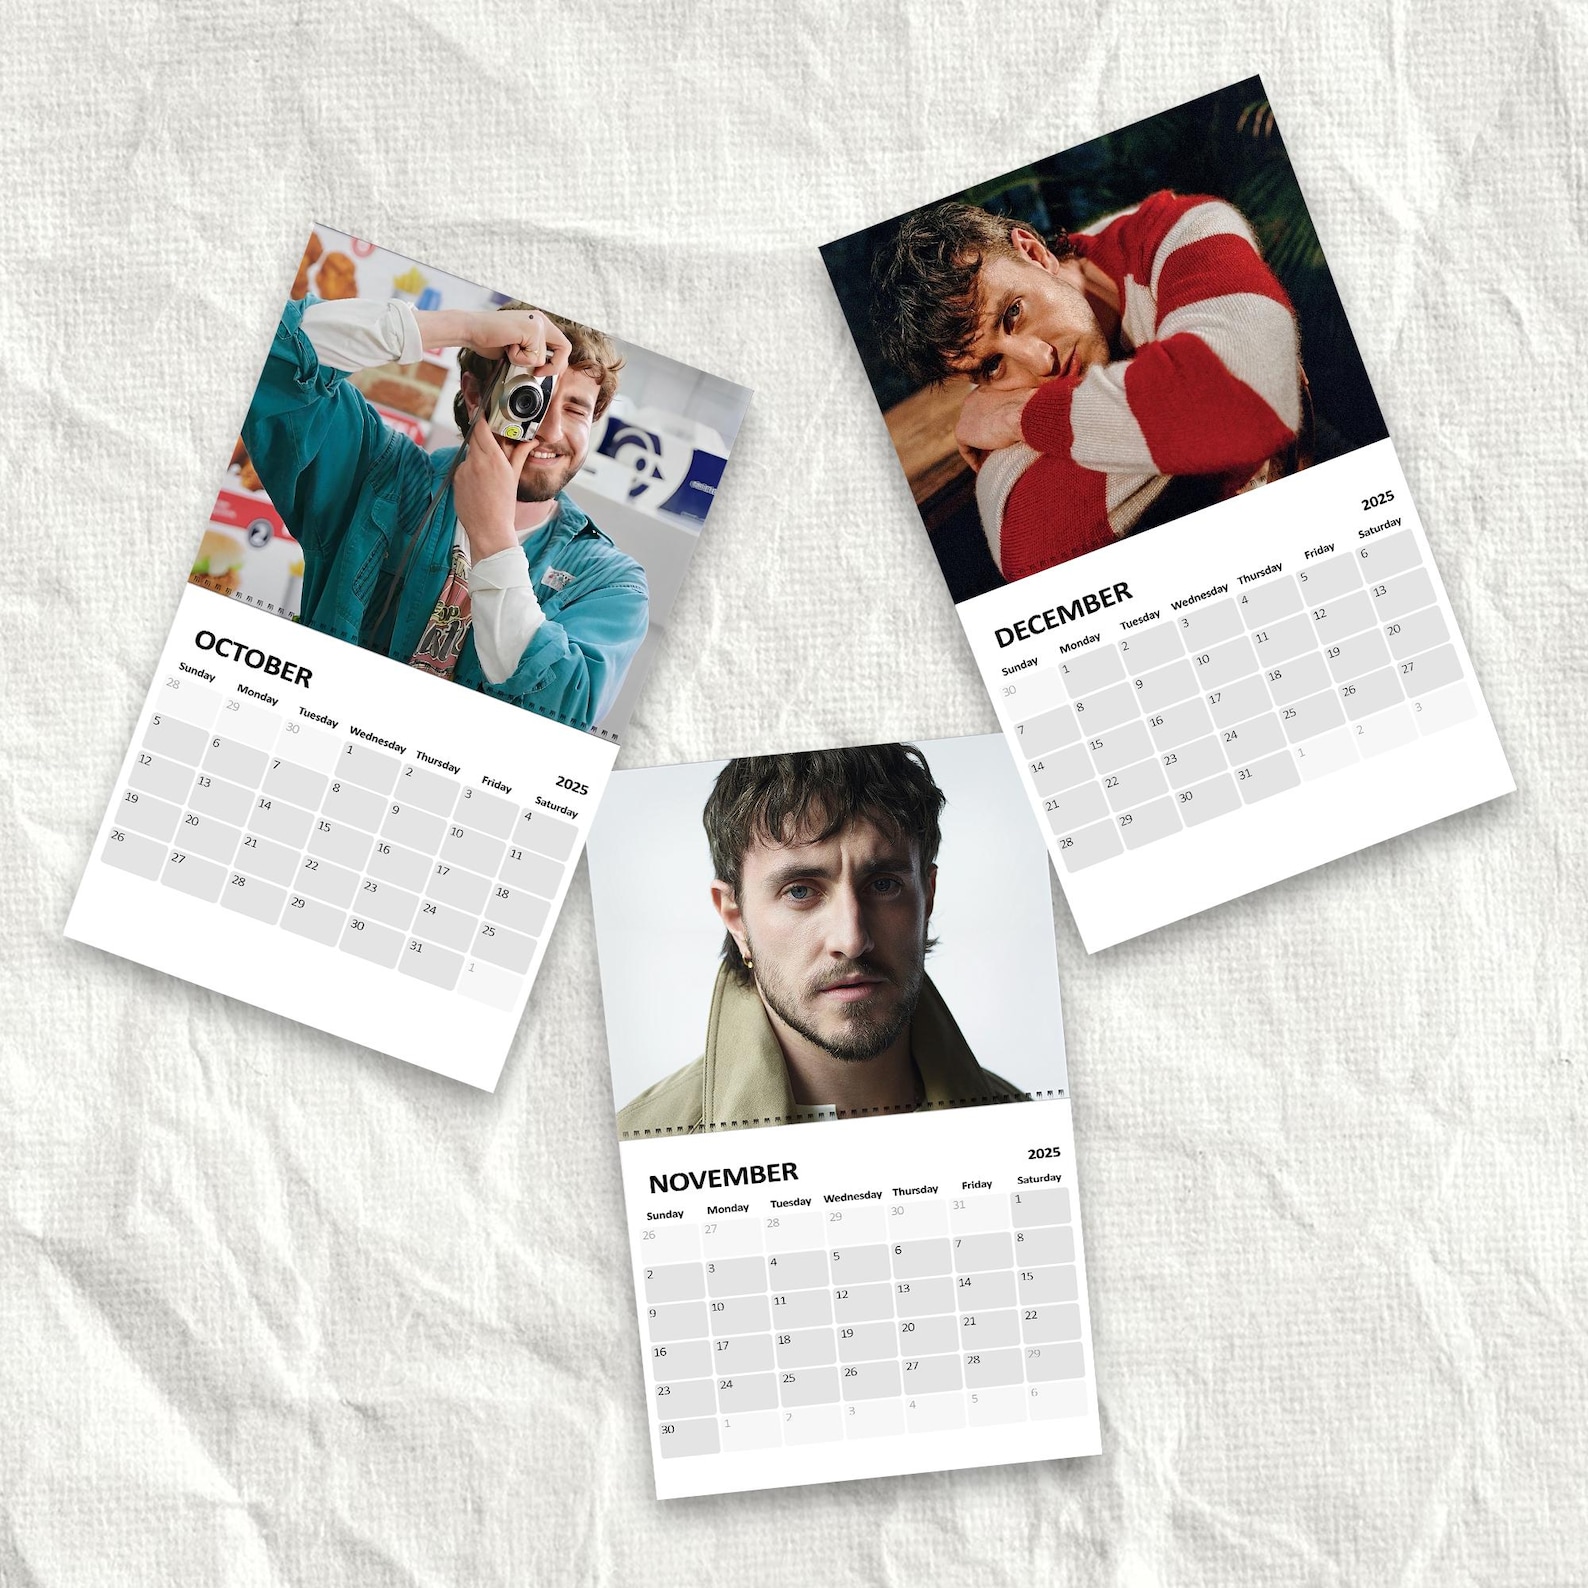 OCTOBER
2025
Sunday Monday Tuesday Wednesday Thursday Friday Saturday
28 29 30 1 2 3 4
5 6 7 8 9 10 11
12 13 14 15 16 17 18
19 20 21 22 23 24 25
26 27 28 29 30 31 1
NOVEMBER
2025
Sunday Monday Tuesday Wednesday Thursday Friday Saturday
26 27 28 29 30 31 1
2 3 4 5 6 7 8
9 10 11 12 13 14 15
16 17 18 19 20 21 22
23 24 25 26 27 28 29
30 1 2 3 4 5 6
DECEMBER
2025
Sunday Monday Tuesday Wednesday Thursday Friday Saturday
30 1 2 3 4 5 6
7 8 9 10 11 12 13
14 15 16 17 18 19 20
21 22 23 24 25 26 27
28 29 30 31 1 2 3